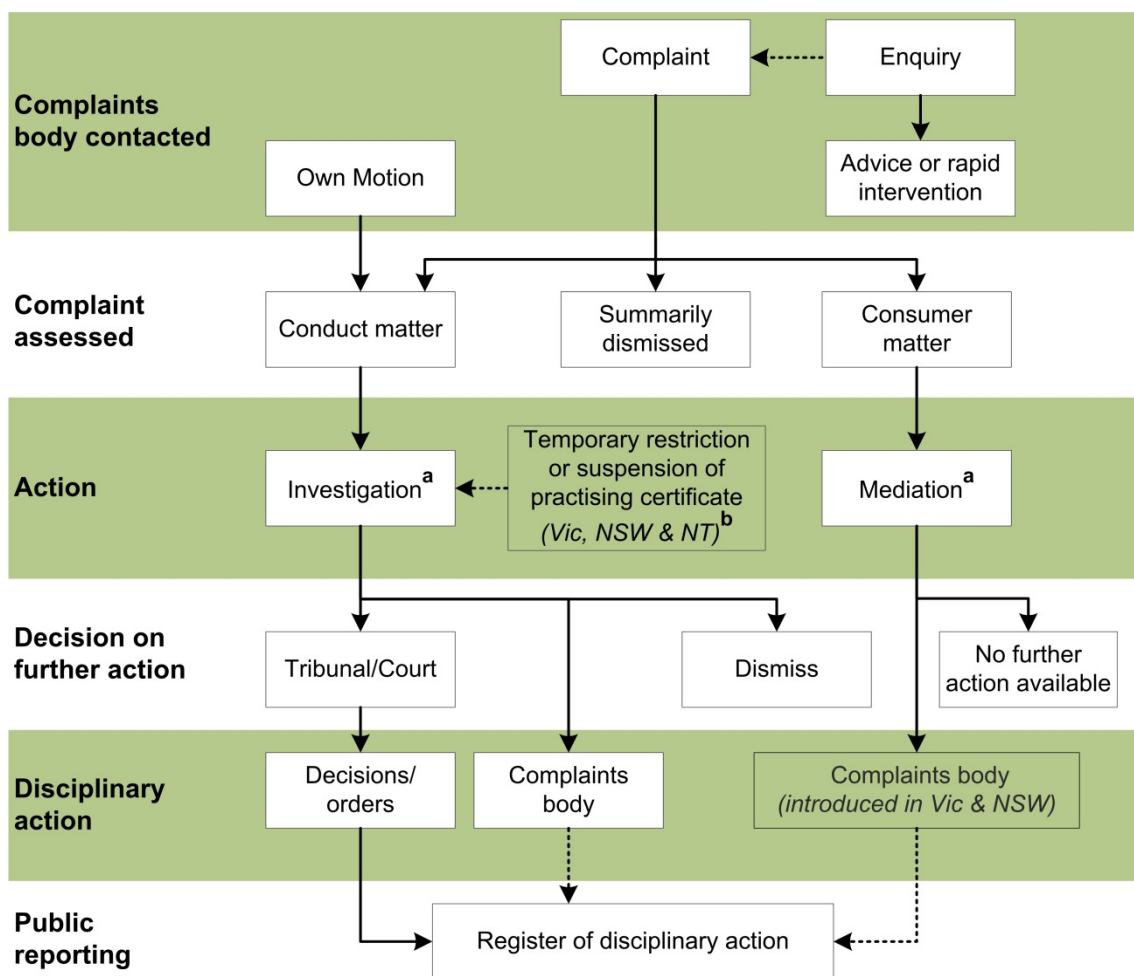 Complaint
Enquiry
Complaints
body contacted
Own Motion
Advice or rapid
intervention
Complaint
assessed
Conduct matter
Summarily
dismissed
Consumer
matter
Action
Investigation a
Temporary restriction
or suspension of
practising certificate
(Vic, NSW & NT) b
Mediation a
Decision on
further action
Tribunal/Court
Dismiss
No further
action available
Disciplinary
action
Decisions/
orders
Complaints
body
Complaints body
(introduced in Vic & NSW)
Public
reporting
Register of disciplinary action